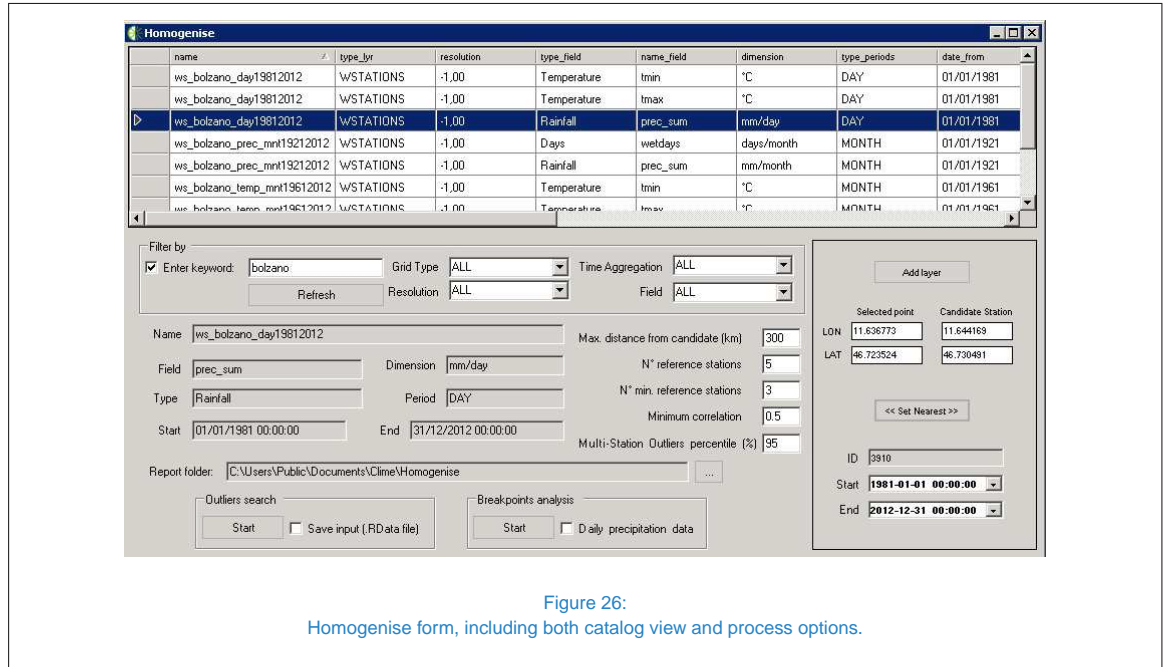 Homogenise
name type_lyr resolution type_field name_field dimension type_periods date_from
ws_bolzano_day19812012 WSTATIONS -1,00 Temperature tmin °C DAY 01/01/1981
ws_bolzano_day19812012 WSTATIONS -1,00 Temperature tmax °C DAY 01/01/1981
ws_bolzano_day19812012 WSTATIONS -1,00 Rainfall prec_sum mm/day DAY 01/01/1981
ws_bolzano_prec_mnt19212012 WSTATIONS -1,00 Days wetdays days/month MONTH 01/01/1921
ws_bolzano_prec_mnt19212012 WSTATIONS -1,00 Rainfall prec_sum mm/month MONTH 01/01/1921
ws_bolzano_temp_mnt19612012 WSTATIONS -1,00 Temperature tmin °C MONTH 01/01/1961
ws_bolzano_temp_mnt19612012 WSTATIONS -1,00 Temperature tmax °C MONTH 01/01/1961
Filter by
Enter keyword: bolzano Grid Type ALL Time Aggregation ALL
Refresh Resolution ALL Field ALL
Name ws_bolzano_day19812012
Field prec_sum Dimension mm/day
Type Rainfall Period DAY
Start 01/01/1981 00:00:00 End 31/12/2012 00:00:00
Max. distance from candidate (km) 300
N° reference stations 5
N° min. reference stations 3
Minimum correlation 0.5
Multi-Station Outliers percentile (%) 95
Report folder: C:\Users\Public\Documents\Clime\Homogenise ...
Outliers search
Start Save input (.RData file)
Breakpoints analysis
Start Daily precipitation data
Add layer
Selected point Candidate Station
LON 11.636773 11.644169
LAT 46.723524 46.730491
<< Set Nearest >>
ID 3910
Start 1981-01-01 00:00:00
End 2012-12-31 00:00:00
Figure 26:
Homogenise form, including both catalog view and process options.